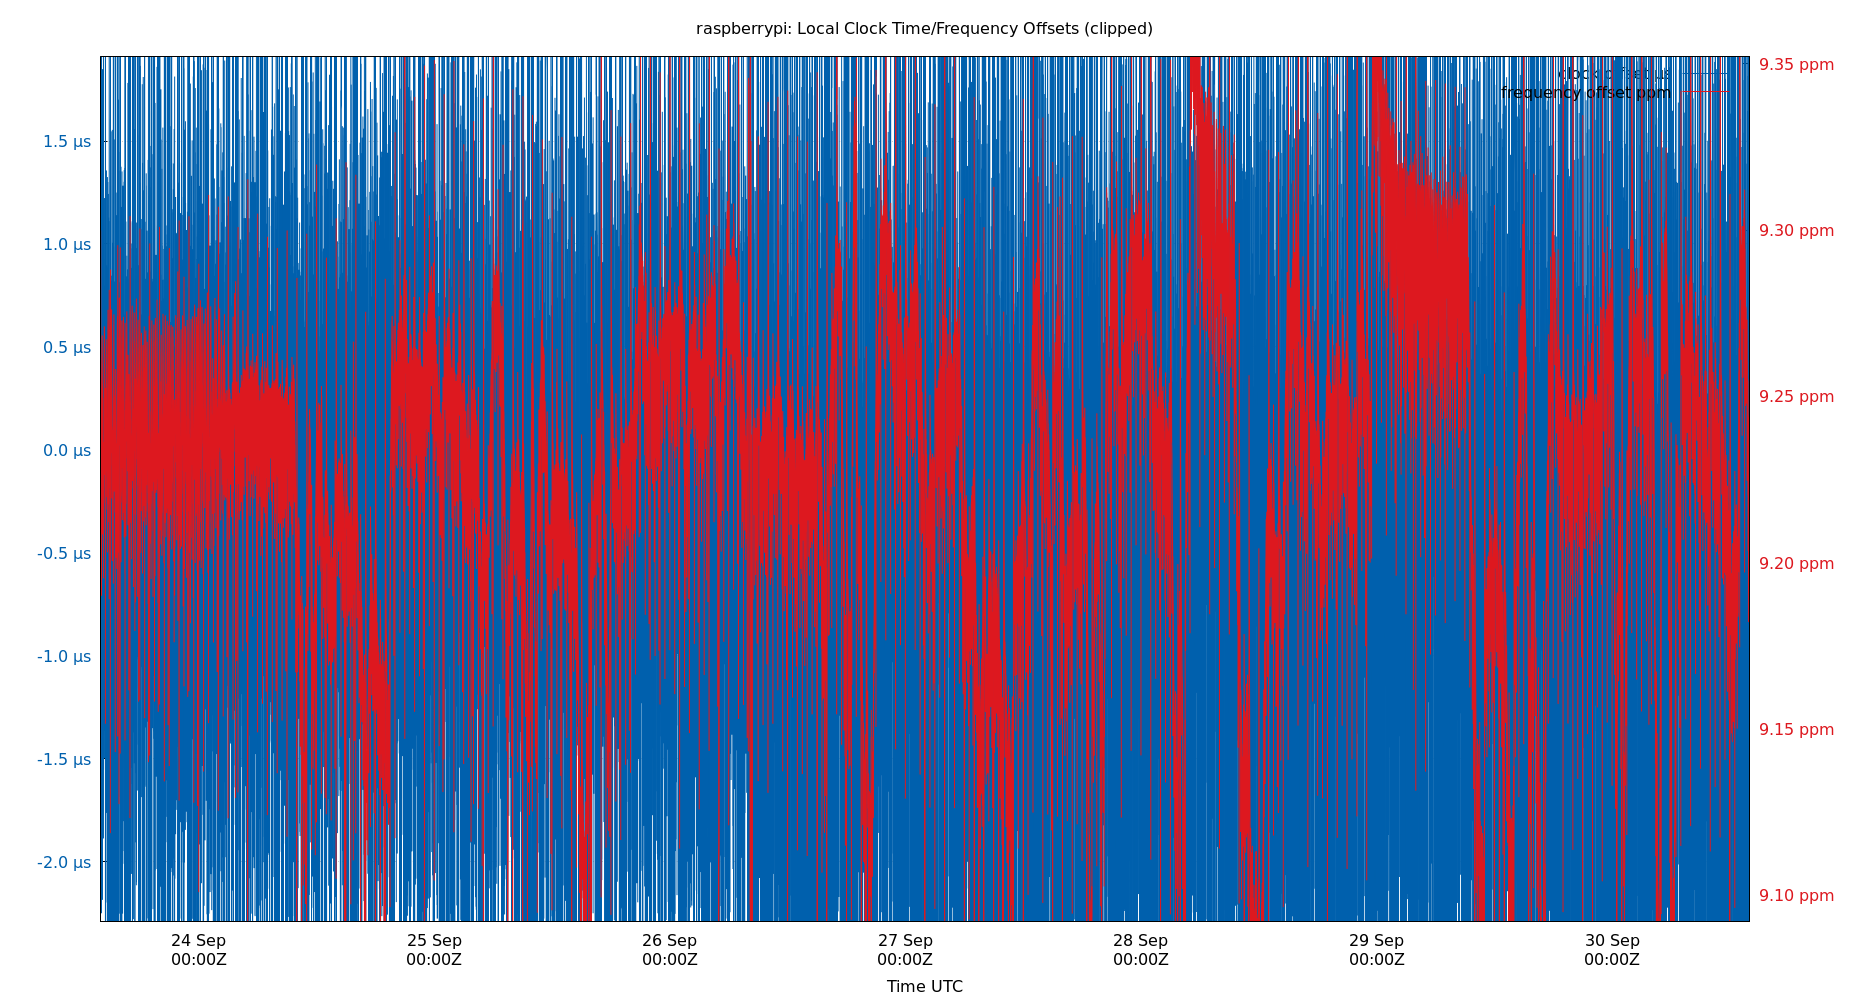 raspberrypi: Local Clock Time/Frequency Offsets (clipped)
clock offset µs
frequency offset ppm
1.5 µs
1.0 µs
0.5 µs
0.0 µs
-0.5 µs
-1.0 µs
-1.5 µs
-2.0 µs
9.35 ppm
9.30 ppm
9.25 ppm
9.20 ppm
9.15 ppm
9.10 ppm
24 Sep
00:00Z
25 Sep
00:00Z
26 Sep
00:00Z
27 Sep
00:00Z
28 Sep
00:00Z
29 Sep
00:00Z
30 Sep
00:00Z
Time UTC